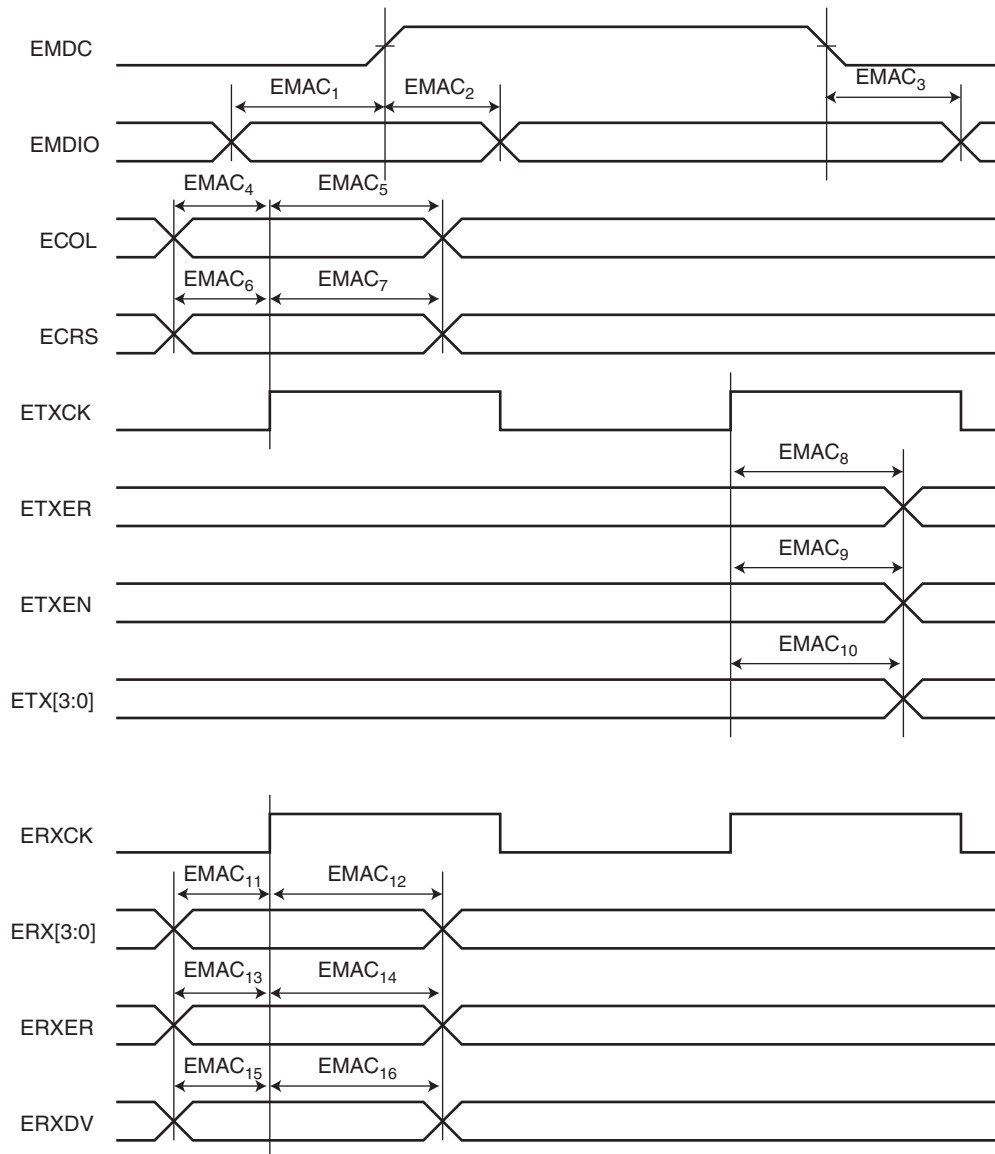 EMDC
EMAC₁ EMAC₂ EMAC₃
EMDIO
EMAC₄ EMAC₅
ECOL
EMAC₆ EMAC₇
ECRS
ETXCK
EMAC₈
ETXER
EMAC₉
ETXEN
EMAC₁₀
ETX[3:0]
ERXCK
EMAC₁₁ EMAC₁₂
ERX[3:0]
EMAC₁₃ EMAC₁₄
ERXER
EMAC₁₅ EMAC₁₆
ERXDV